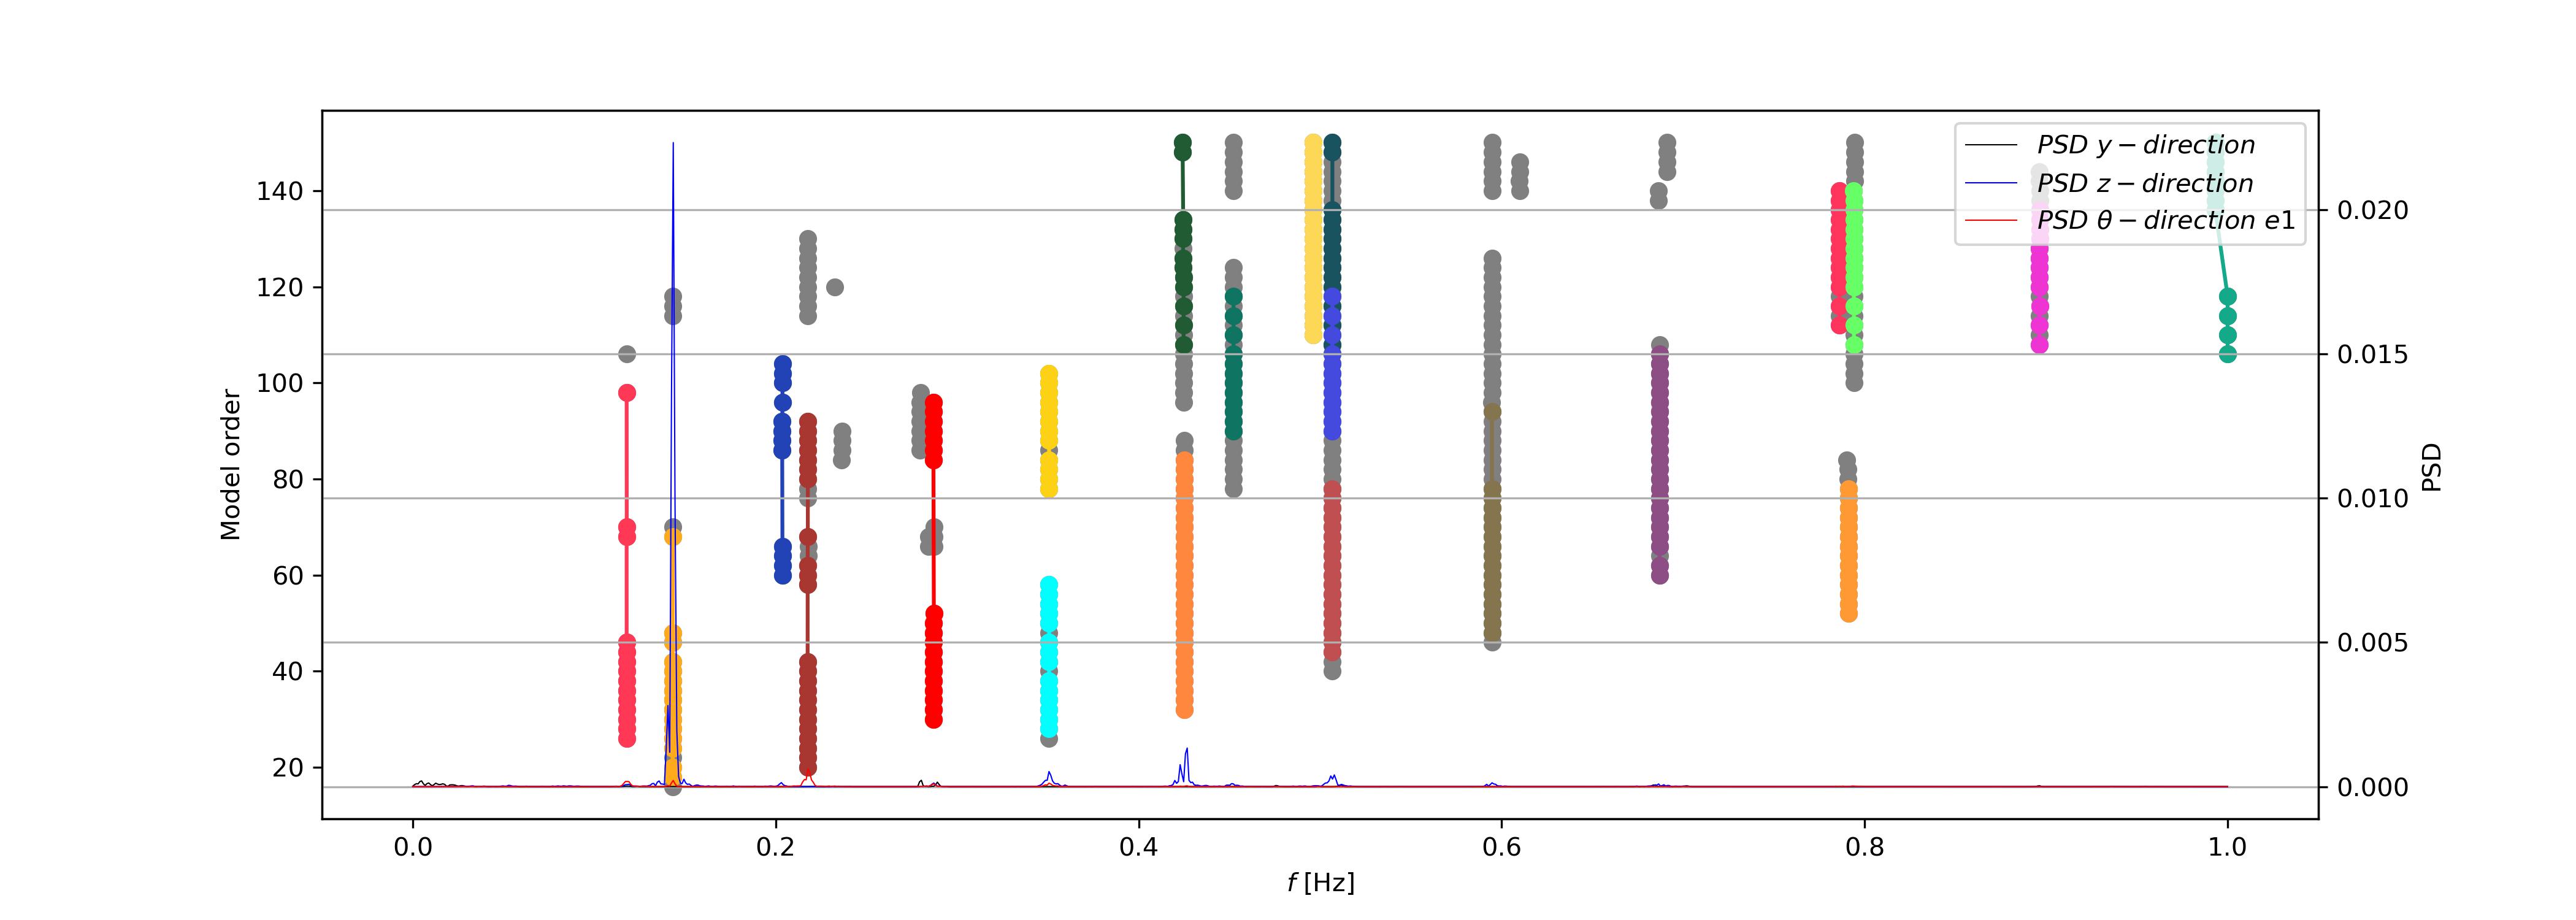 PSD y − direction
PSD z − direction
PSD θ − direction e1
Model order
140
120
100
80
60
40
20
0.020
0.015
0.010
0.005
0.000
PSD
0.0 0.2 0.4 0.6 0.8 1.0
f [Hz]